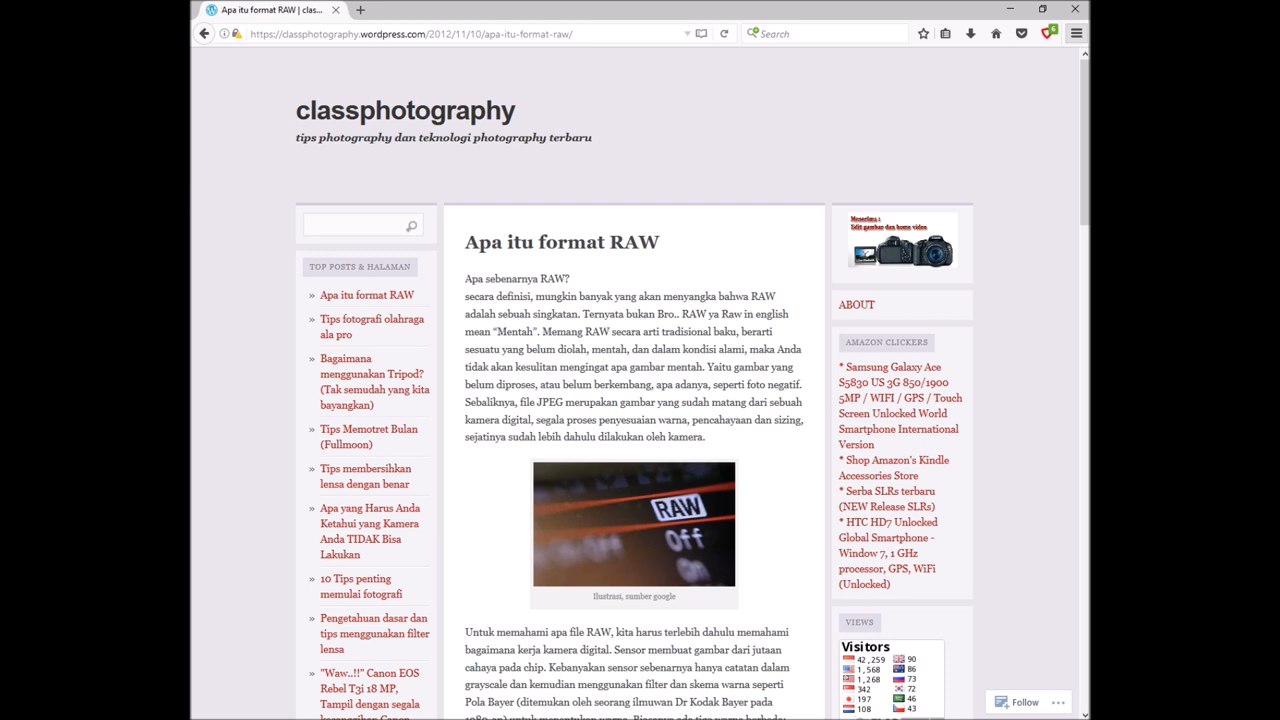 Apa itu format RAW | clas...
https://classphotography.wordpress.com/2012/11/10/apa-itu-format-raw/
Search
6
classphotography
tips photography dan teknologi photography terbaru
TOP POSTS & HALAMAN
» Apa itu format RAW
» Tips fotografi olahraga
ala pro
» Bagaimana
menggunakan Tripod?
(Tak semudah yang kita
bayangkan)
» Tips Memotret Bulan
(Fullmoon)
» Tips membersihkan
lensa dengan benar
» Apa yang Harus Anda
Ketahui yang Kamera
Anda TIDAK Bisa
Lakukan
» 10 Tips penting
memulai fotografi
» Pengetahuan dasar dan
tips menggunakan filter
lensa
» "Waw..!!" Canon EOS
Rebel T3i 18 MP,
Tampil dengan segala
Apa itu format RAW
Apa sebenarnya RAW?
secara definisi, mungkin banyak yang akan menyangka bahwa RAW
adalah sebuah singkatan. Ternyata bukan Bro.. RAW ya Raw in english
mean “Mentah”. Memang RAW secara arti tradisional baku, berarti
sesuatu yang belum diolah, mentah, dan dalam kondisi alami, maka Anda
tidak akan kesulitan mengingat apa gambar mentah. Yaitu gambar yang
belum diproses, atau belum berkembang, apa adanya, seperti foto negatif.
Sebaliknya, file JPEG merupakan gambar yang sudah matang dari sebuah
kamera digital, segala proses penyesuaian warna, pencahayaan dan sizing,
sejatinya sudah lebih dahulu dilakukan oleh kamera.
RAW
Off
On
Ilustrasi, sumber google
Untuk memahami apa file RAW, kita harus terlebih dahulu memahami
bagaimana kerja kamera digital. Sensor membuat gambar dari jutaan
cahaya pada chip. Kebanyakan sensor sebenarnya hanya catatan dalam
grayscale dan kemudian menggunakan filter dan skema warna seperti
Pola Bayer (ditemukan oleh seorang ilmuwan Dr Kodak Bayer pada
Menerima :
Edit gambar dan home video
ABOUT
AMAZON CLICKERS
* Samsung Galaxy Ace
S5830 US 3G 850/1900
5MP / WIFI / GPS / Touch
Screen Unlocked World
Smartphone International
Version
* Shop Amazon's Kindle
Accessories Store
* Serba SLRs terbaru
(NEW Release SLRs)
* HTC HD7 Unlocked
Global Smartphone -
Window 7, 1 GHz
processor, GPS, WiFi
(Unlocked)
VIEWS
Visitors
42,259 90
1,568 86
1,268 73
342 72
197 46
108 43
Follow